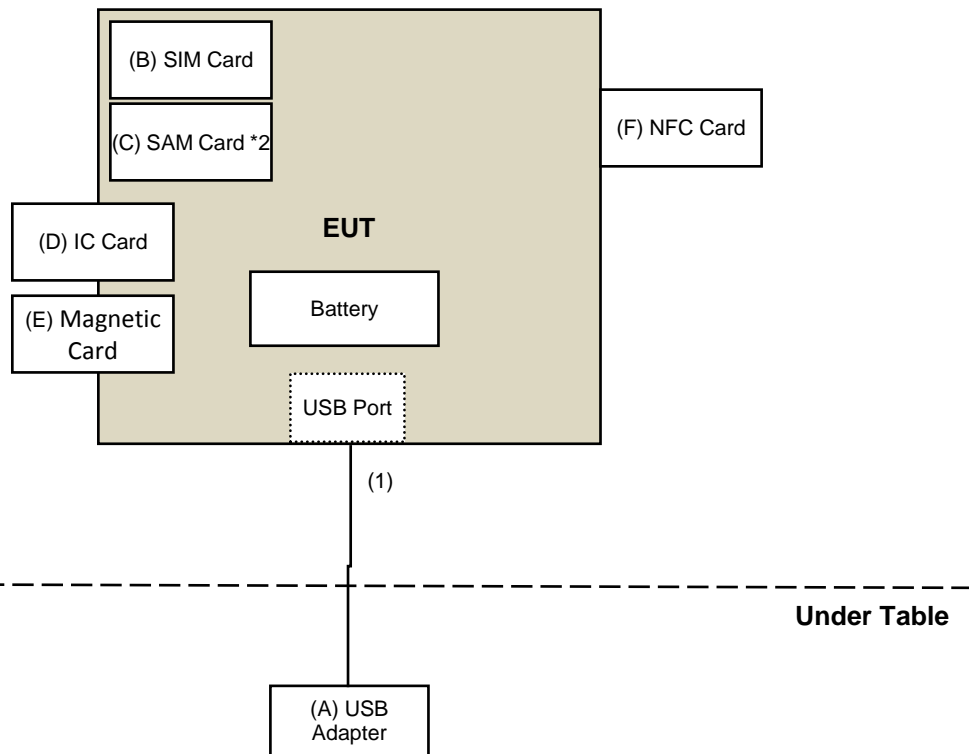 (B) SIM Card
(C) SAM Card *2
(F) NFC Card
(D) IC Card
EUT
(E) Magnetic
Card
Battery
USB Port
(1)
Under Table
(A) USB
Adapter